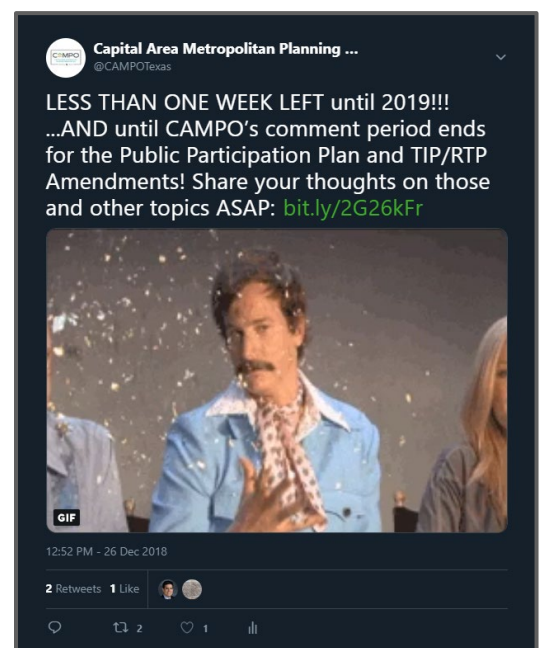 CAMPO
Capital Area Metropolitan Planning ...
@CAMPOTexas
LESS THAN ONE WEEK LEFT until 2019!!!
...AND until CAMPO's comment period ends
for the Public Participation Plan and TIP/RTP
Amendments! Share your thoughts on those
and other topics ASAP: bit.ly/2G26kFr
GIF
12:52 PM - 26 Dec 2018
2 Retweets 1 Like
2 1